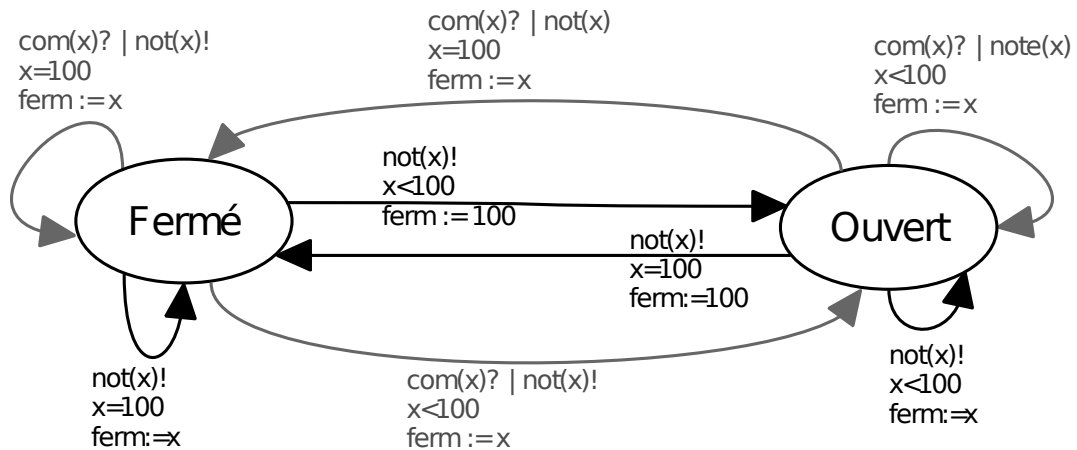 com(x)? | not(x)!
x=100
ferm := x
com(x)? | not(x)
x=100
ferm := x
com(x)? | note(x)
x<100
ferm := x
not(x)!
x<100
ferm := 100
Fermé
Ouvert
not(x)!
x=100
ferm:=100
not(x)!
x=100
ferm:=x
com(x)? | not(x)!
x<100
ferm := x
not(x)!
x<100
ferm:=x